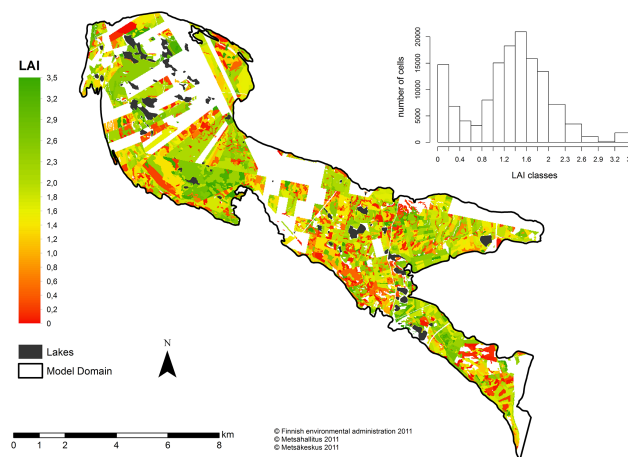 LAI
3,5
3,2
2,9
2,6
2,3
2,0
1,8
1,6
1,4
1,2
1,0
0,8
0,6
0,4
0,2
0
Lakes
Model Domain
N
0 1 2 4 6 8
km
© Finnish environmental administration 2011
© Metsähallitus 2011
© Metsäkeskus 2011
number of cells
0 5000 10000 15000 20000
0 0.4 0.8 1.2 1.6 2 2.3 2.6 2.9 3.2
LAI classes